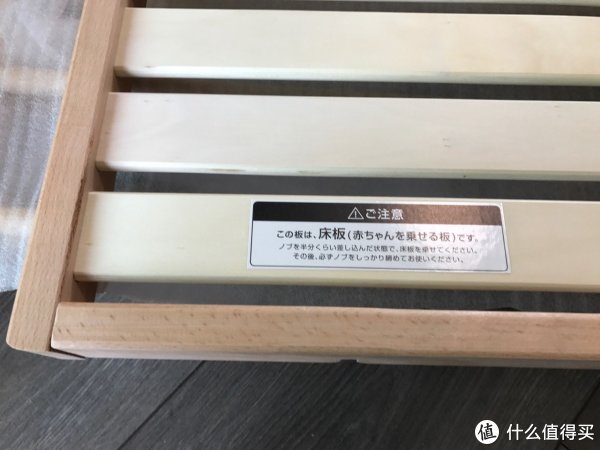 ⚠ご注意
この板は、床板(赤ちゃんを乗せる板)です。
ノブを半分くらい差し込んだ状態で、床板を乗せてください。
その後、必ずノブをしっかり締めてお使いください。
值 什么值得买